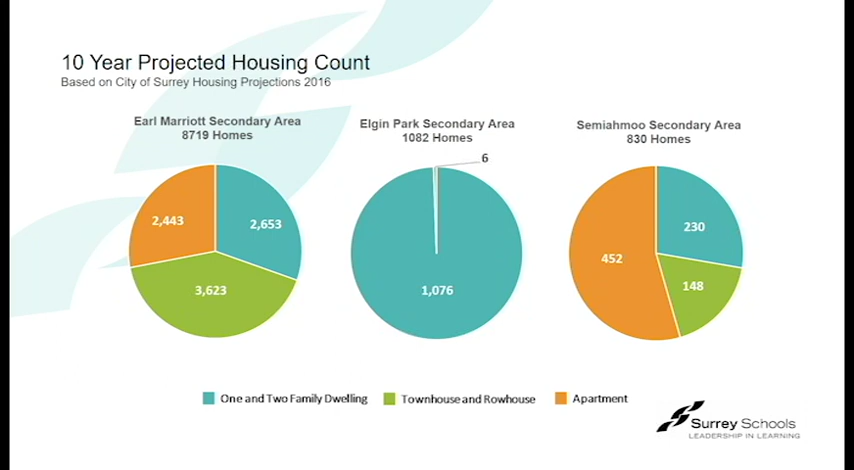 10 Year Projected Housing Count
Based on City of Surrey Housing Projections 2016
Earl Marriott Secondary Area
8719 Homes
Elgin Park Secondary Area
1082 Homes
Semiahmoo Secondary Area
830 Homes
2,443
2,653
3,623
6
1,076
452
230
148
One and Two Family Dwelling
Townhouse and Rowhouse
Apartment
Surrey Schools
LEADERSHIP IN LEARNING